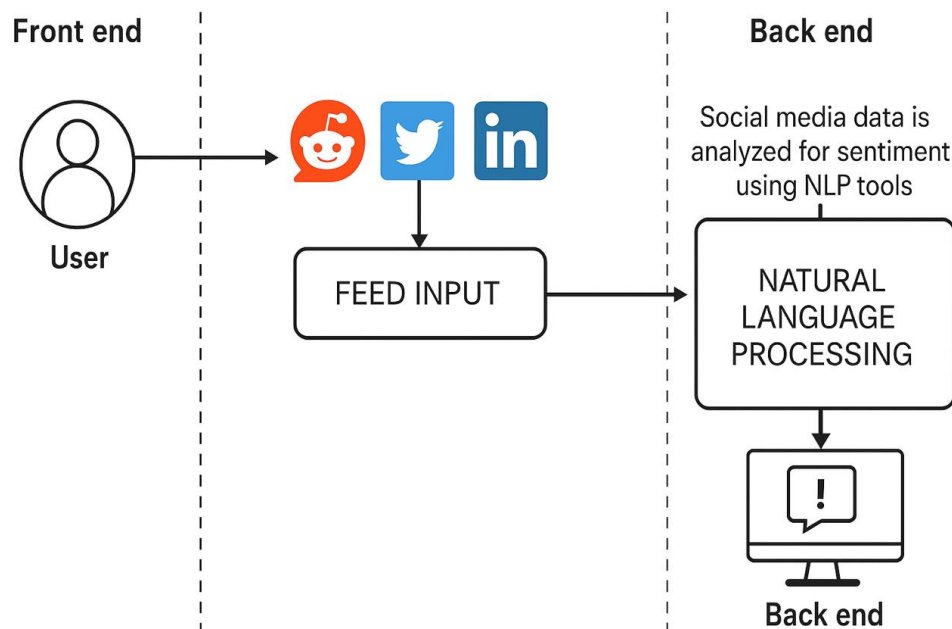 Front end
Back end
in
Social media data is
analyzed for sentiment
using NLP tools
User
FEED INPUT
NATURAL
LANGUAGE
PROCESSING
!
Back end